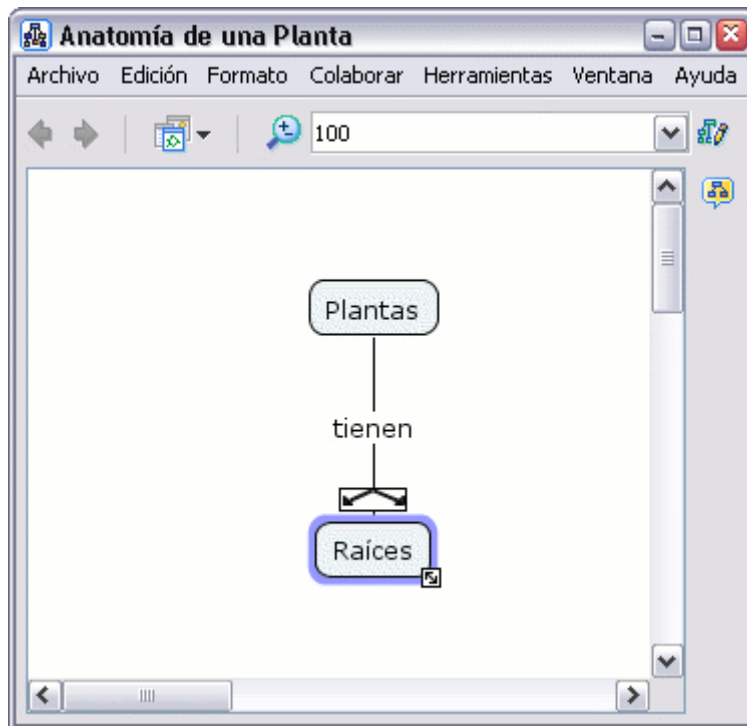 Anatomía de una Planta
Archivo Edición Formato Colaborar Herramientas Ventana Ayuda
100
Plantas
tienen
Raíces